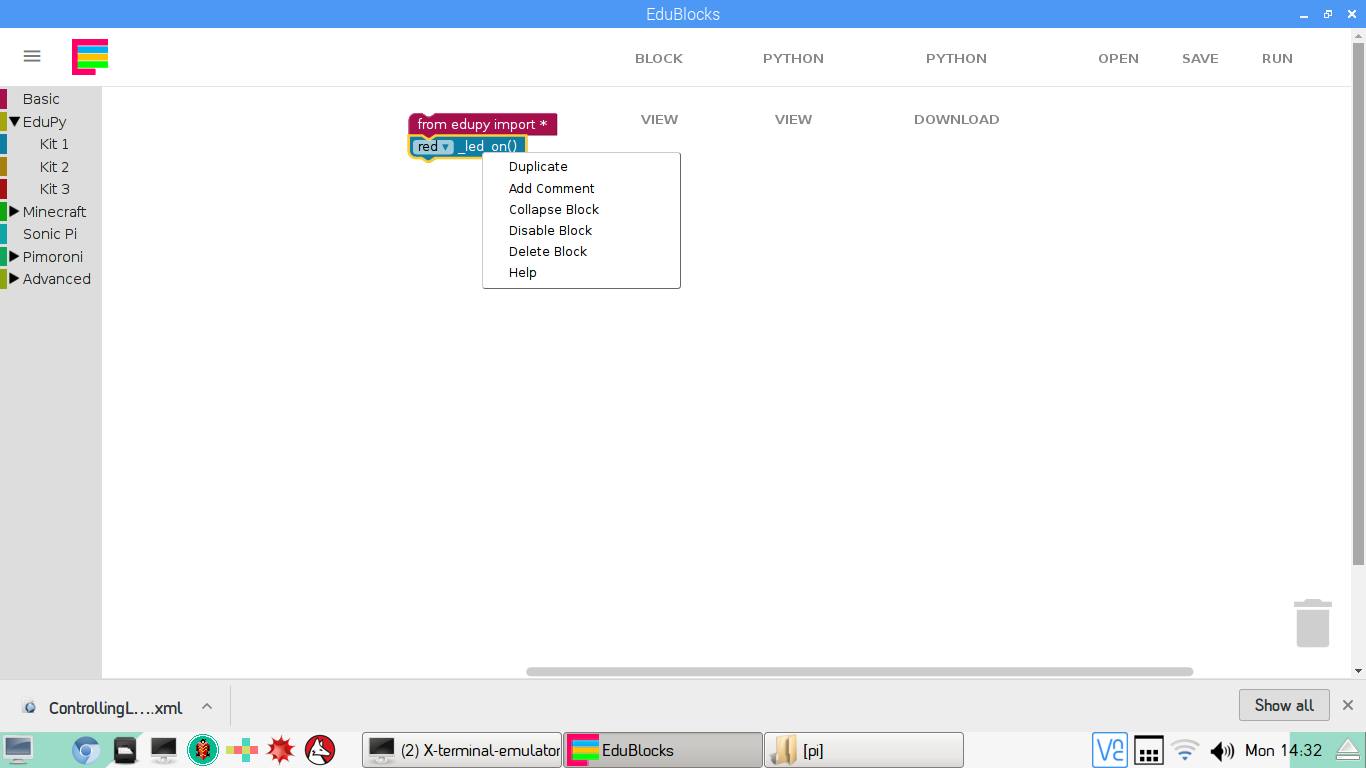 EduBlocks
BLOCK VIEW
PYTHON VIEW
PYTHON DOWNLOAD
OPEN
SAVE
RUN
Basic
EduPy
Kit 1
Kit 2
Kit 3
Minecraft
Sonic Pi
Pimoroni
Advanced
from edupy import *
red _led_on()
Duplicate
Add Comment
Collapse Block
Disable Block
Delete Block
Help
ControllingL....xml
Show all
(2) X-terminal-emulator
EduBlocks
[pi]
Mon 14:32